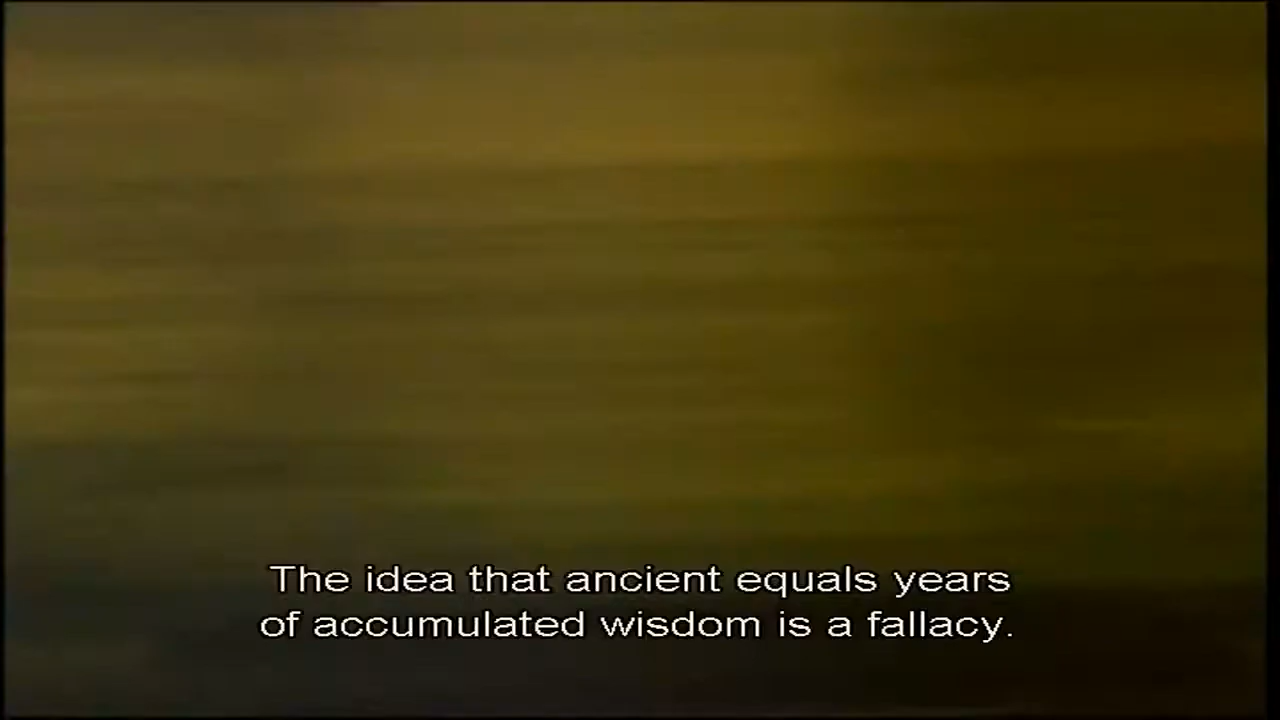 The idea that ancient equals years
of accumulated wisdom is a fallacy.